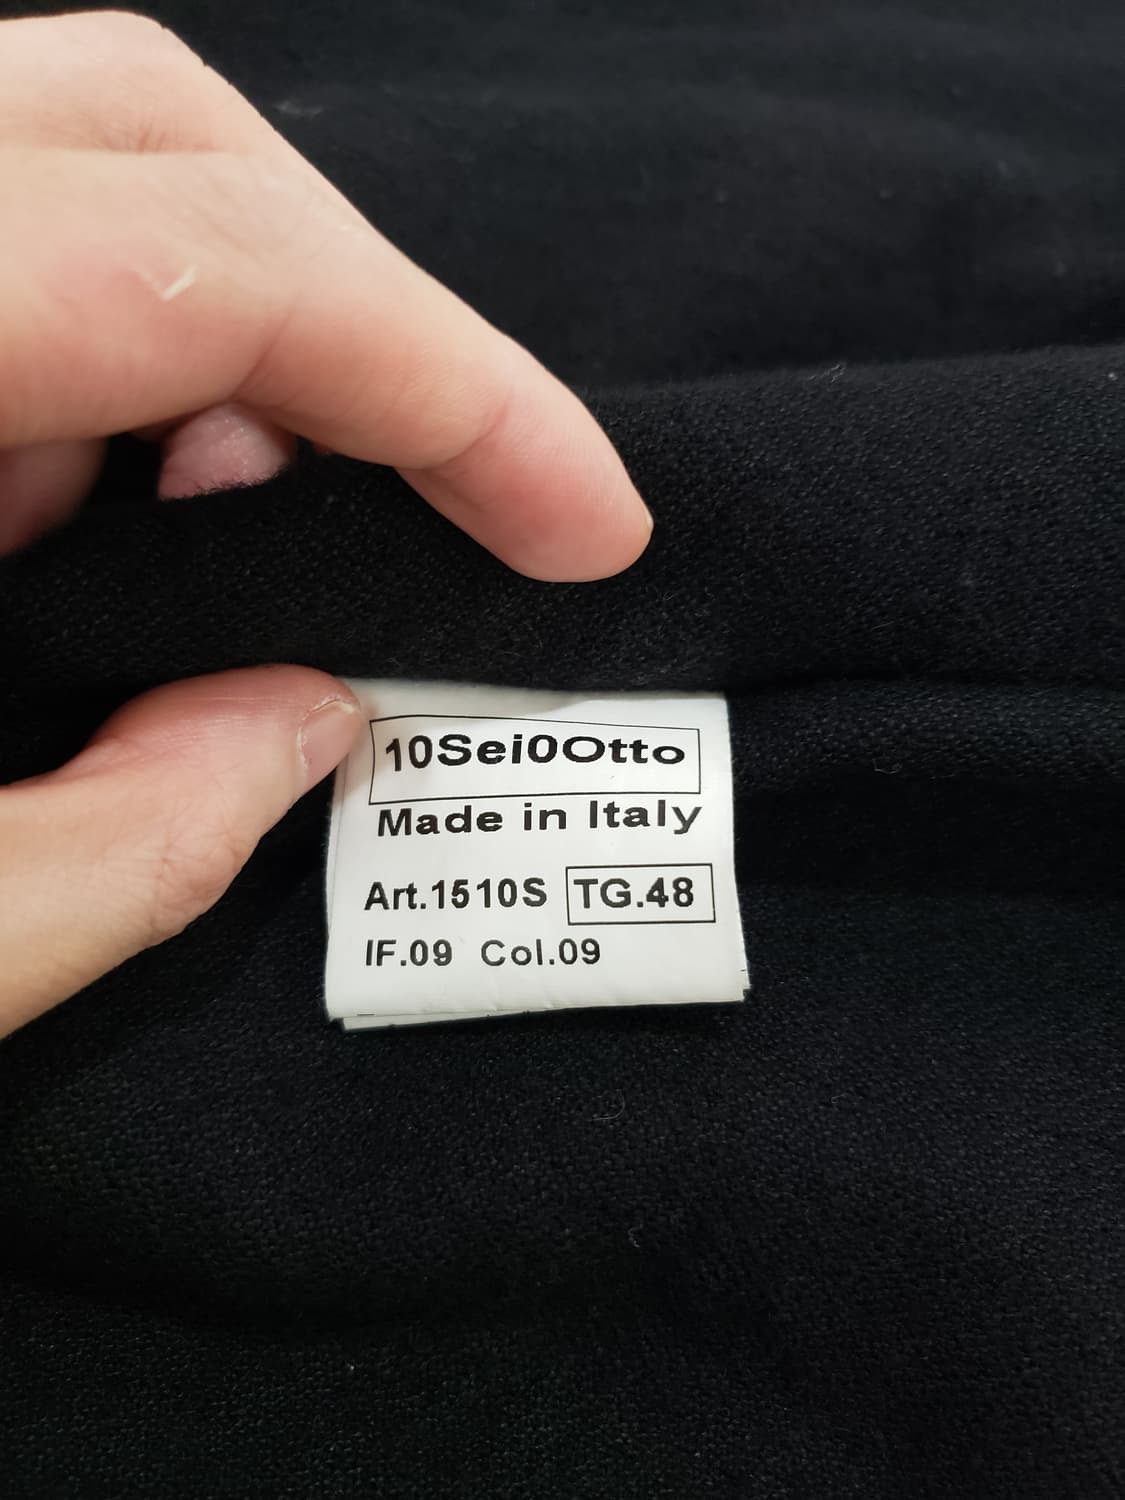 10Sei0Otto
Made in Italy
Art.1510S TG.48
IF.09 Col.09